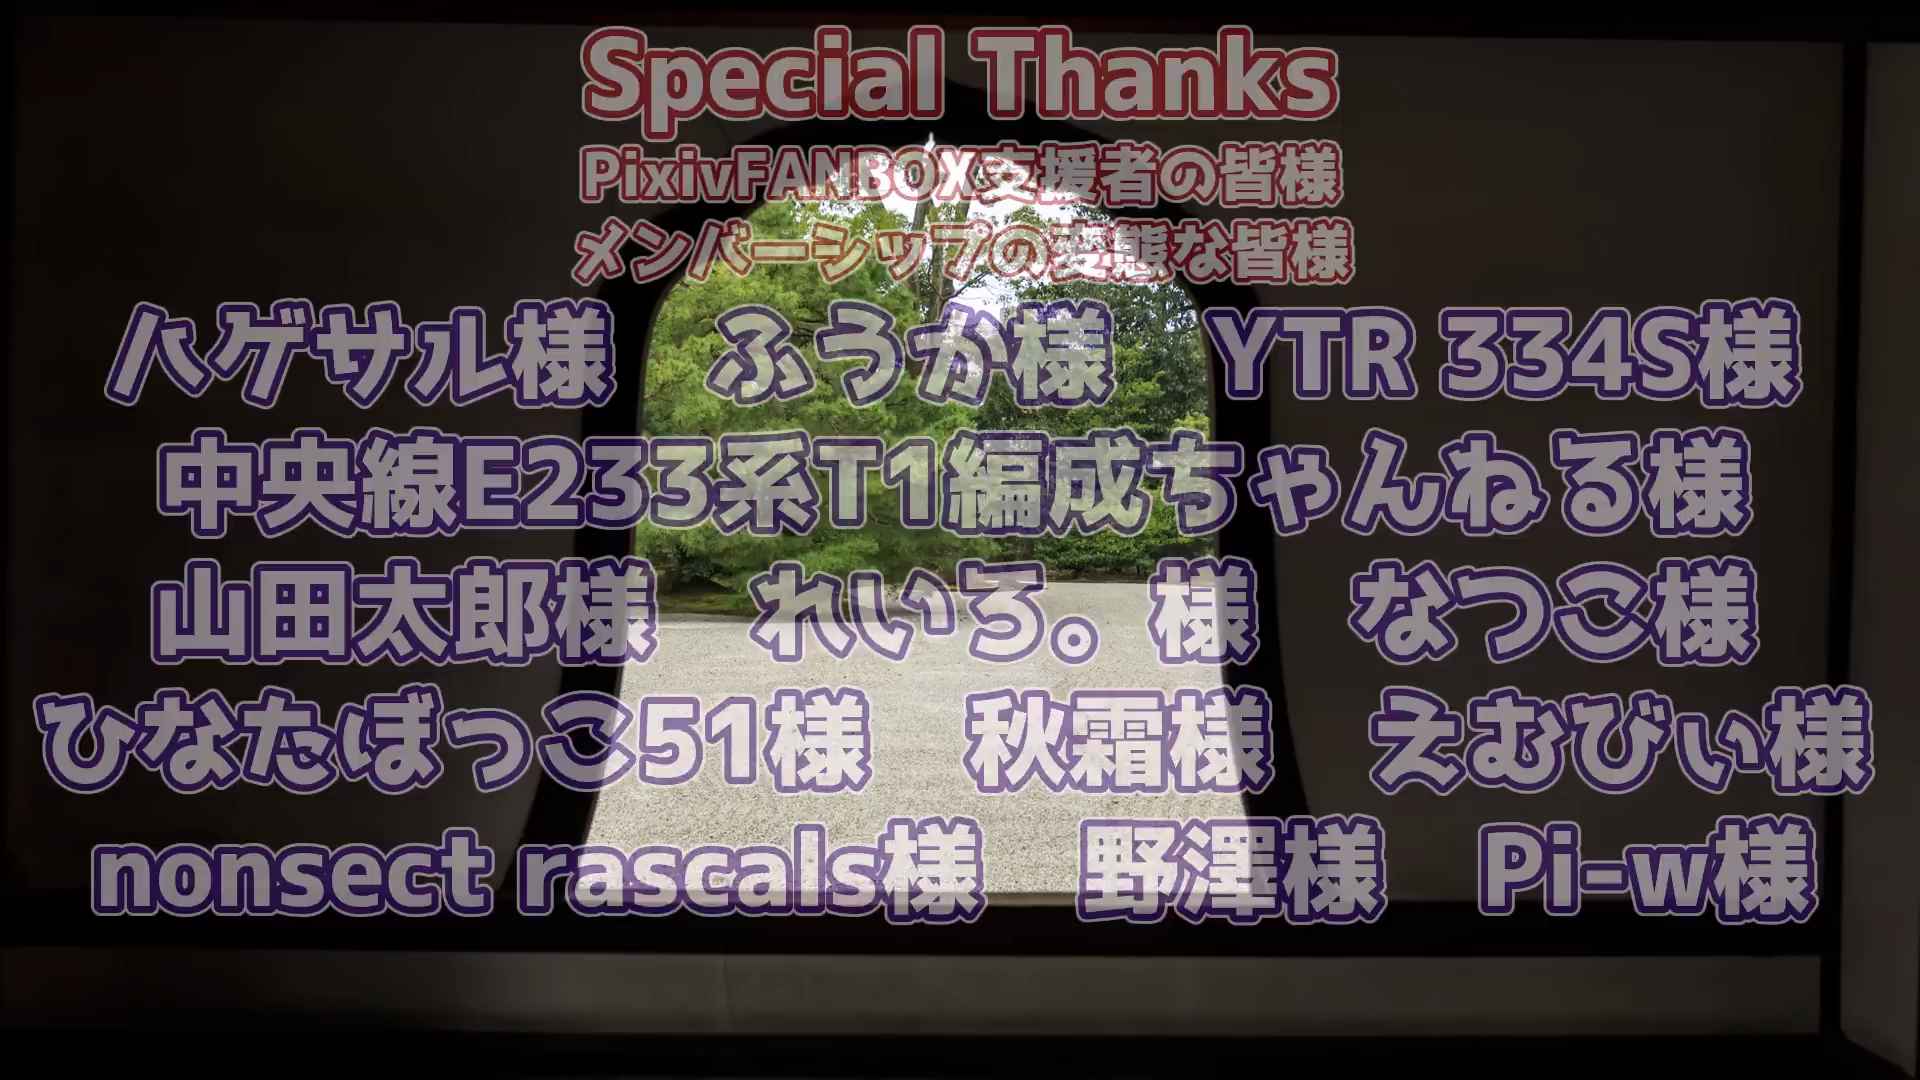 Special Thanks
PixivFANBOX支援者の皆様
メンバーシップの変態な皆様
ハゲサル様　ふうか様　YTR 334S様
中央線E233系T1編成ちゃんねる様
山田太郎様　れいろ。様　なつこ様
ひなたぼっこ51様　秋霜様　えむびぃ様
nonsect rascals様　野澤様　Pi-w様